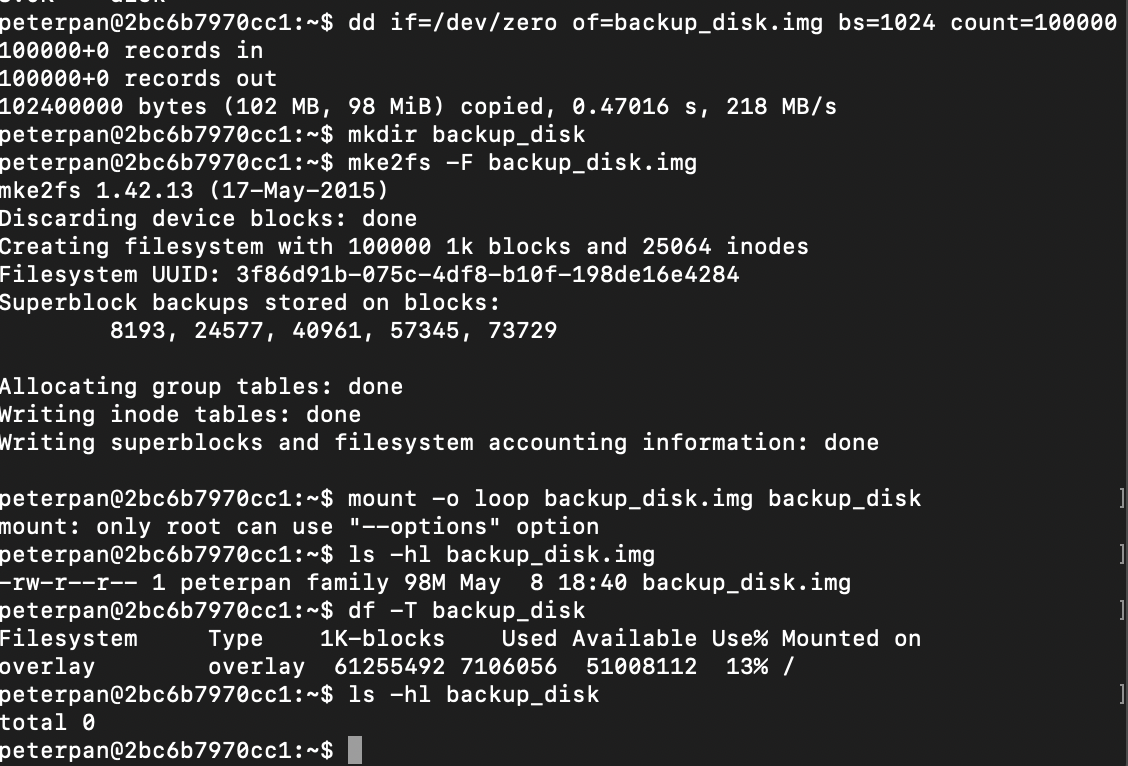 peterpan@2bc6b7970cc1:~$ dd if=/dev/zero of=backup_disk.img bs=1024 count=100000
100000+0 records in
100000+0 records out
102400000 bytes (102 MB, 98 MiB) copied, 0.47016 s, 218 MB/s
peterpan@2bc6b7970cc1:~$ mkdir backup_disk
peterpan@2bc6b7970cc1:~$ mke2fs -F backup_disk.img
mke2fs 1.42.13 (17-May-2015)
Discarding device blocks: done
Creating filesystem with 100000 1k blocks and 25064 inodes
Filesystem UUID: 3f86d91b-075c-4df8-b10f-198de16e4284
Superblock backups stored on blocks:
        8193, 24577, 40961, 57345, 73729

Allocating group tables: done
Writing inode tables: done
Writing superblocks and filesystem accounting information: done

peterpan@2bc6b7970cc1:~$ mount -o loop backup_disk.img backup_disk ]
mount: only root can use "--options" option
peterpan@2bc6b7970cc1:~$ ls -hl backup_disk.img ]
-rw-r--r-- 1 peterpan family 98M May  8 18:40 backup_disk.img
peterpan@2bc6b7970cc1:~$ df -T backup_disk ]
Filesystem     Type    1K-blocks    Used Available Use% Mounted on
overlay        overlay  61255492 7106056  51008112  13% /
peterpan@2bc6b7970cc1:~$ ls -hl backup_disk ]
total 0
peterpan@2bc6b7970cc1:~$